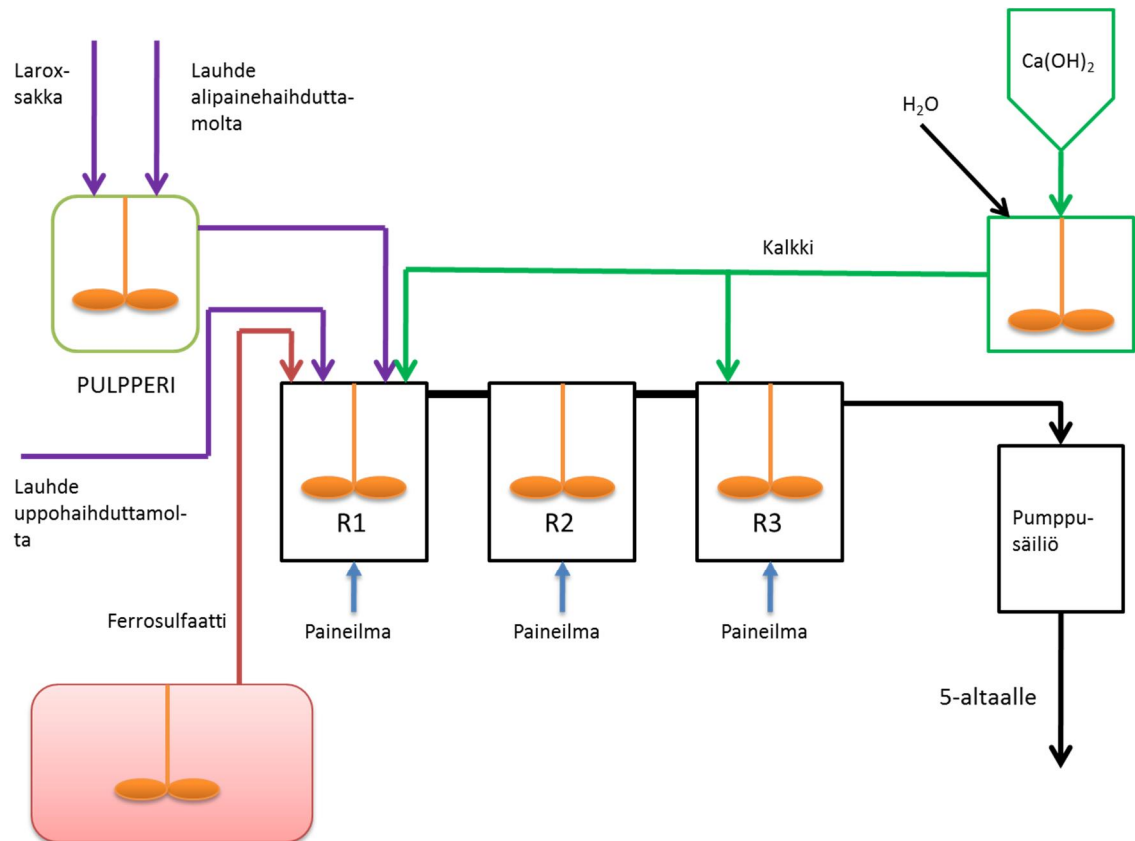 Larox-
sakka
Lauhde
alipainehaihdutta-
molta
Ca(OH)₂
H₂O
Kalkki
PULPPERI
Lauhde
uppohaihduttamol-
ta
R1
R2
R3
Pumppu-
säiliö
Ferrosulfaatti
Paineilma
Paineilma
Paineilma
5-altaalle